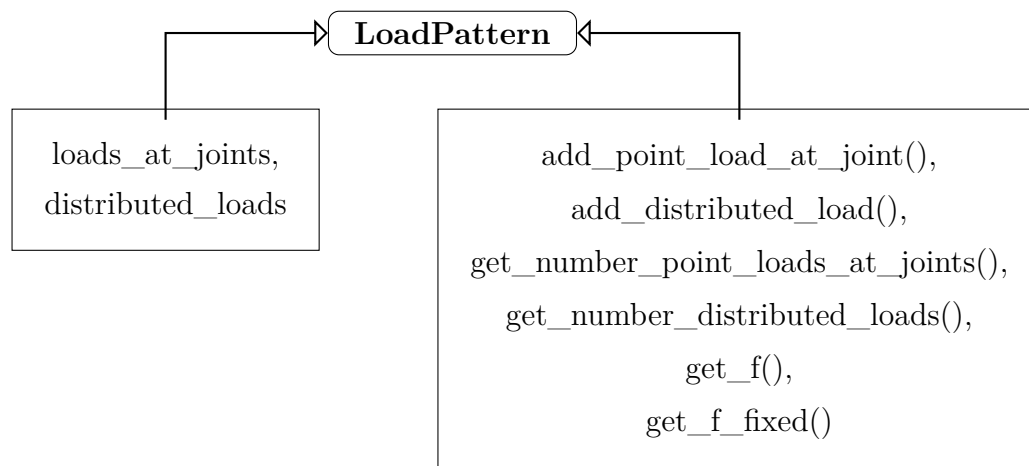 LoadPattern
loads_at_joints,
distributed_loads
add_point_load_at_joint(),
add_distributed_load(),
get_number_point_loads_at_joints(),
get_number_distributed_loads(),
get_f(),
get_f_fixed()